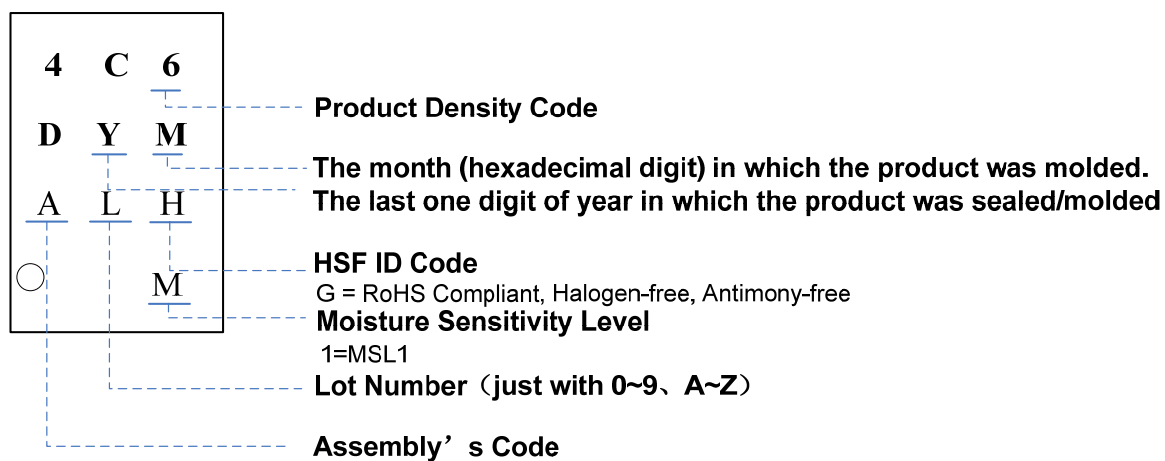 4 C 6
Product Density Code
D Y M
The month (hexadecimal digit) in which the product was molded.
The last one digit of year in which the product was sealed/molded
A L H
HSF ID Code
G = RoHS Compliant, Halogen-free, Antimony-free
M
Moisture Sensitivity Level
1=MSL1
Lot Number（just with 0~9、A~Z）
Assembly’s Code